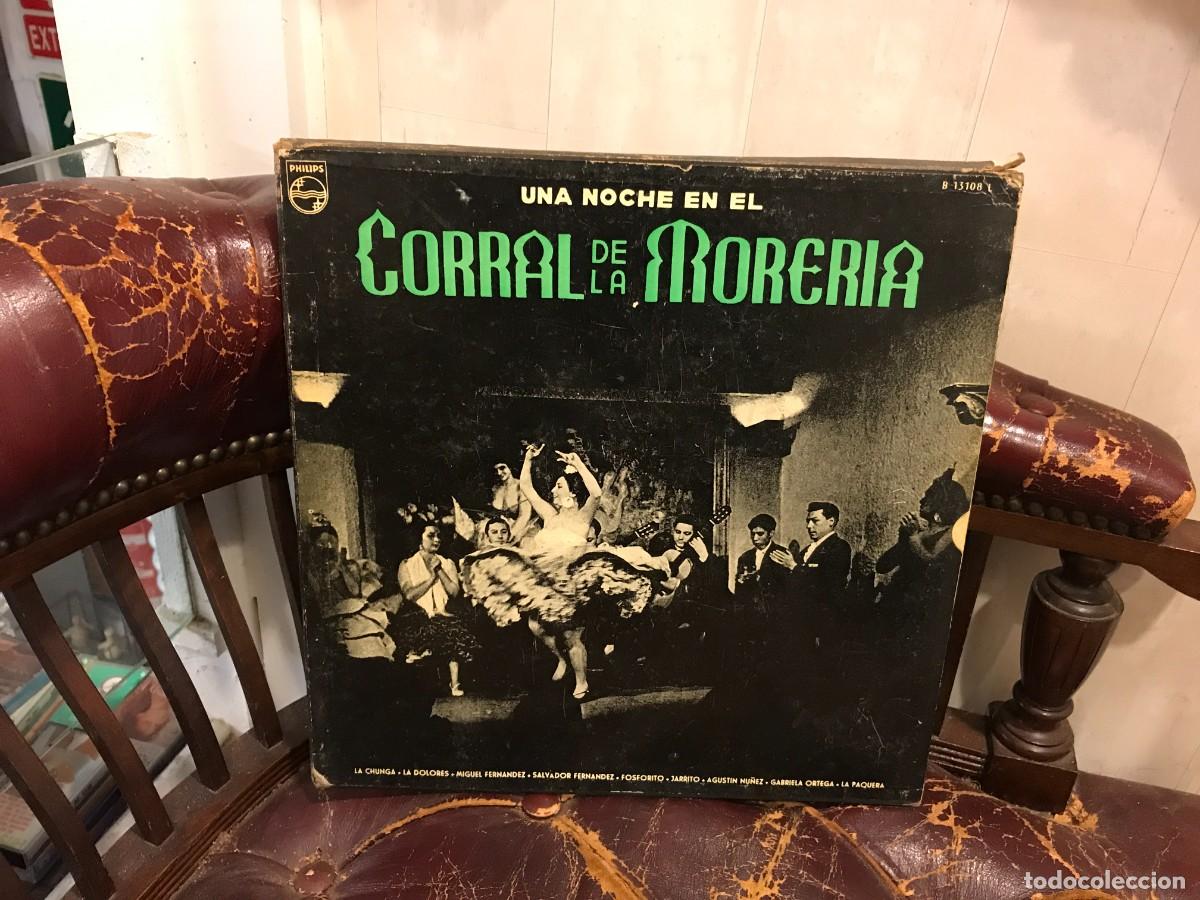 EXT
PHILIPS
B 13108 L
UNA NOCHE EN EL
CORRAL DE LA MORERIA
LA CHUNGA - LA DOLORES - MIGUEL FERNANDEZ - SALVADOR FERNANDEZ - FOSFORITO - JARRITO - AGUSTIN NUÑEZ - GABRIELA ORTEGA - LA PAQUERA
todocoleccion